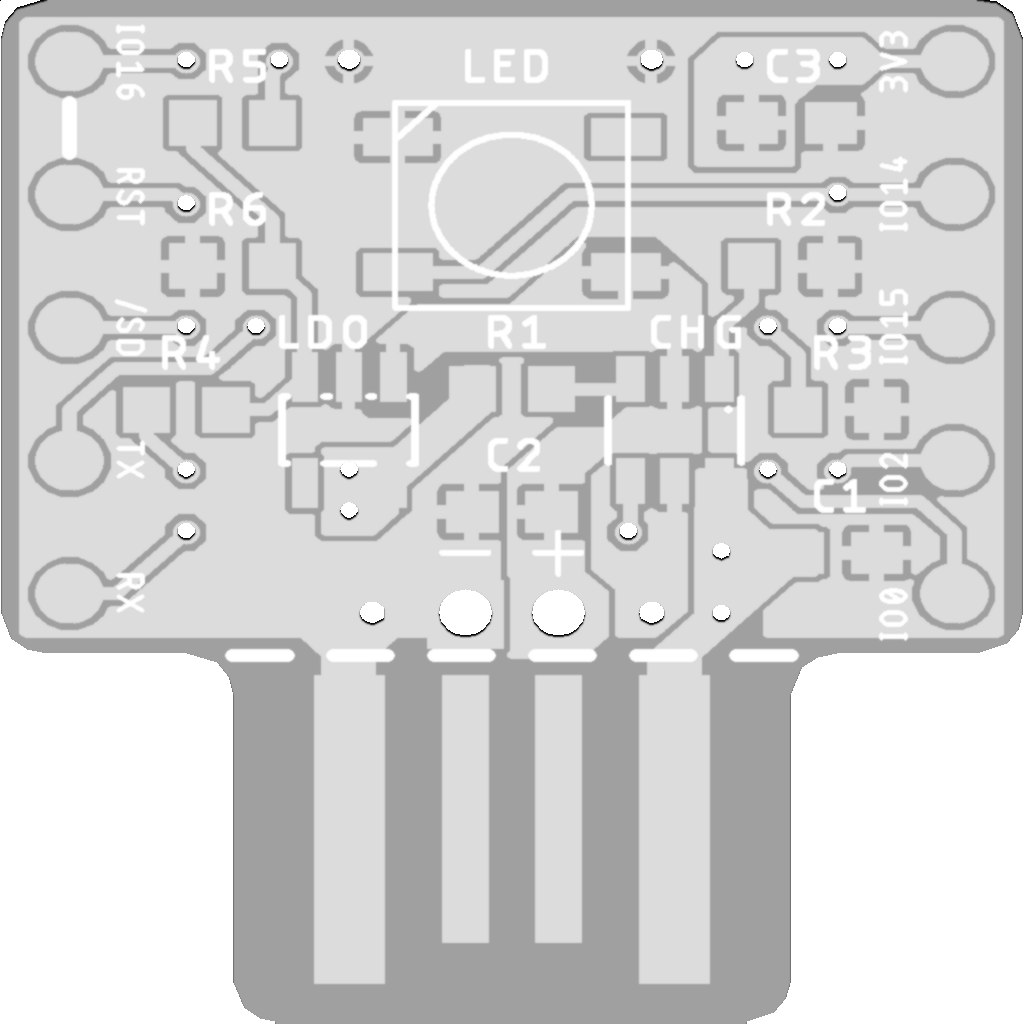 IO16
R5
LED
C3
3V3
RST
R6
R2
IO14
/SD
LDO
R1
CHG
IO15
R4
R3
TX
C2
IO2
C1
− +
RX
IO0